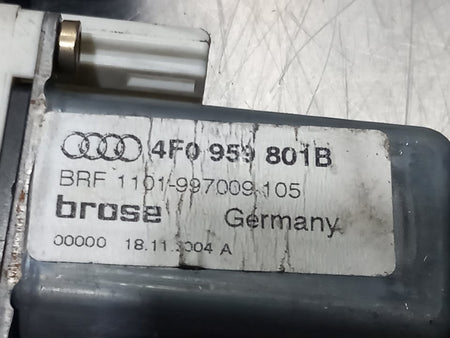 4F0 959 801B
BRF 1101-997009-105
brose Germany
00000 18.11.2004 A